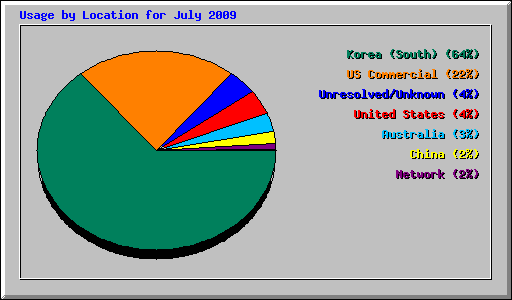 Usage by Location for July 2009
Korea (South) (64%)
US Commercial (22%)
Unresolved/Unknown (4%)
United States (4%)
Australia (3%)
China (2%)
Network (2%)